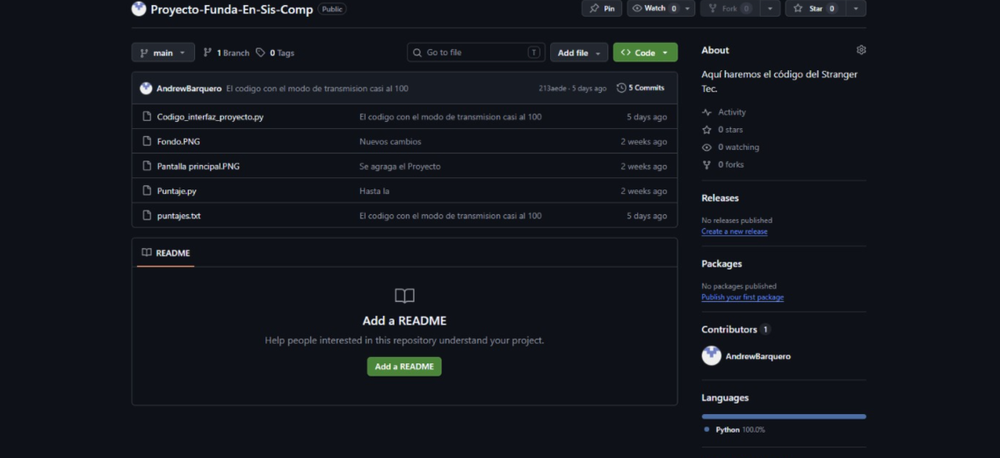 Proyecto-Funda-En-Sis-Comp Public
Pin Watch 0 Fork 0 Star 0
main 1 Branch 0 Tags Go to file T Add file <> Code
AndrewBarquero El codigo con el modo de transmision casi al 100 213aede · 5 days ago 5 Commits
Codigo_interfaz_proyecto.py El codigo con el modo de transmision casi al 100 5 days ago
Fondo.PNG Nuevos cambios 2 weeks ago
Pantalla principal.PNG Se agraga el Proyecto 2 weeks ago
Puntaje.py Hasta la 2 weeks ago
puntajes.txt El codigo con el modo de transmision casi al 100 5 days ago
README
Add a README
Help people interested in this repository understand your project.
Add a README
About
Aquí haremos el código del Stranger
Tec.
Activity
0 stars
0 watching
0 forks
Releases
No releases published
Create a new release
Packages
No packages published
Publish your first package
Contributors 1
AndrewBarquero
Languages
Python 100.0%